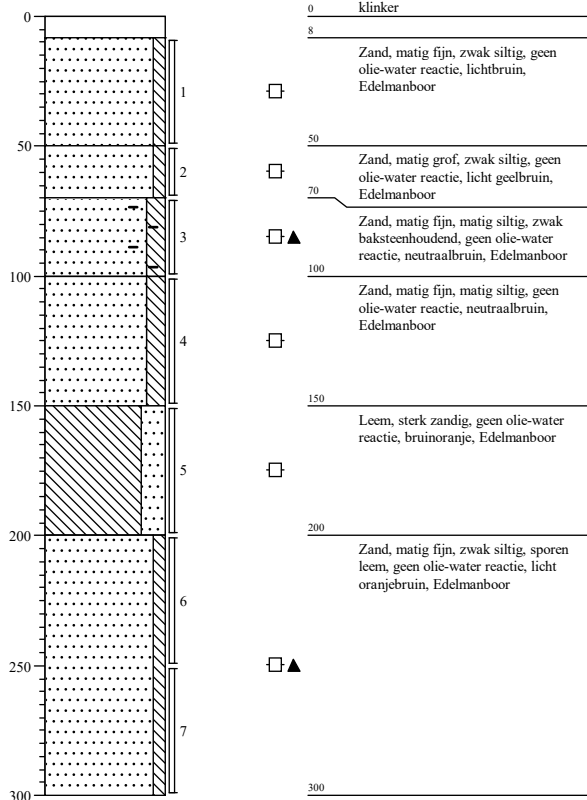 0
50
100
150
200
250
300
1
2
3
4
5
6
7
0
klinker
8
Zand, matig fijn, zwak siltig, geen
olie-water reactie, lichtbruin,
Edelmanboor
50
Zand, matig grof, zwak siltig, geen
olie-water reactie, licht geelbruin,
Edelmanboor
70
Zand, matig fijn, matig siltig, zwak
baksteenhoudend, geen olie-water
reactie, neutraalbruin, Edelmanboor
100
Zand, matig fijn, matig siltig, geen
olie-water reactie, neutraalbruin,
Edelmanboor
150
Leem, sterk zandig, geen olie-water
reactie, bruinoranje, Edelmanboor
200
Zand, matig fijn, zwak siltig, sporen
leem, geen olie-water reactie, licht
oranjebruin, Edelmanboor
300